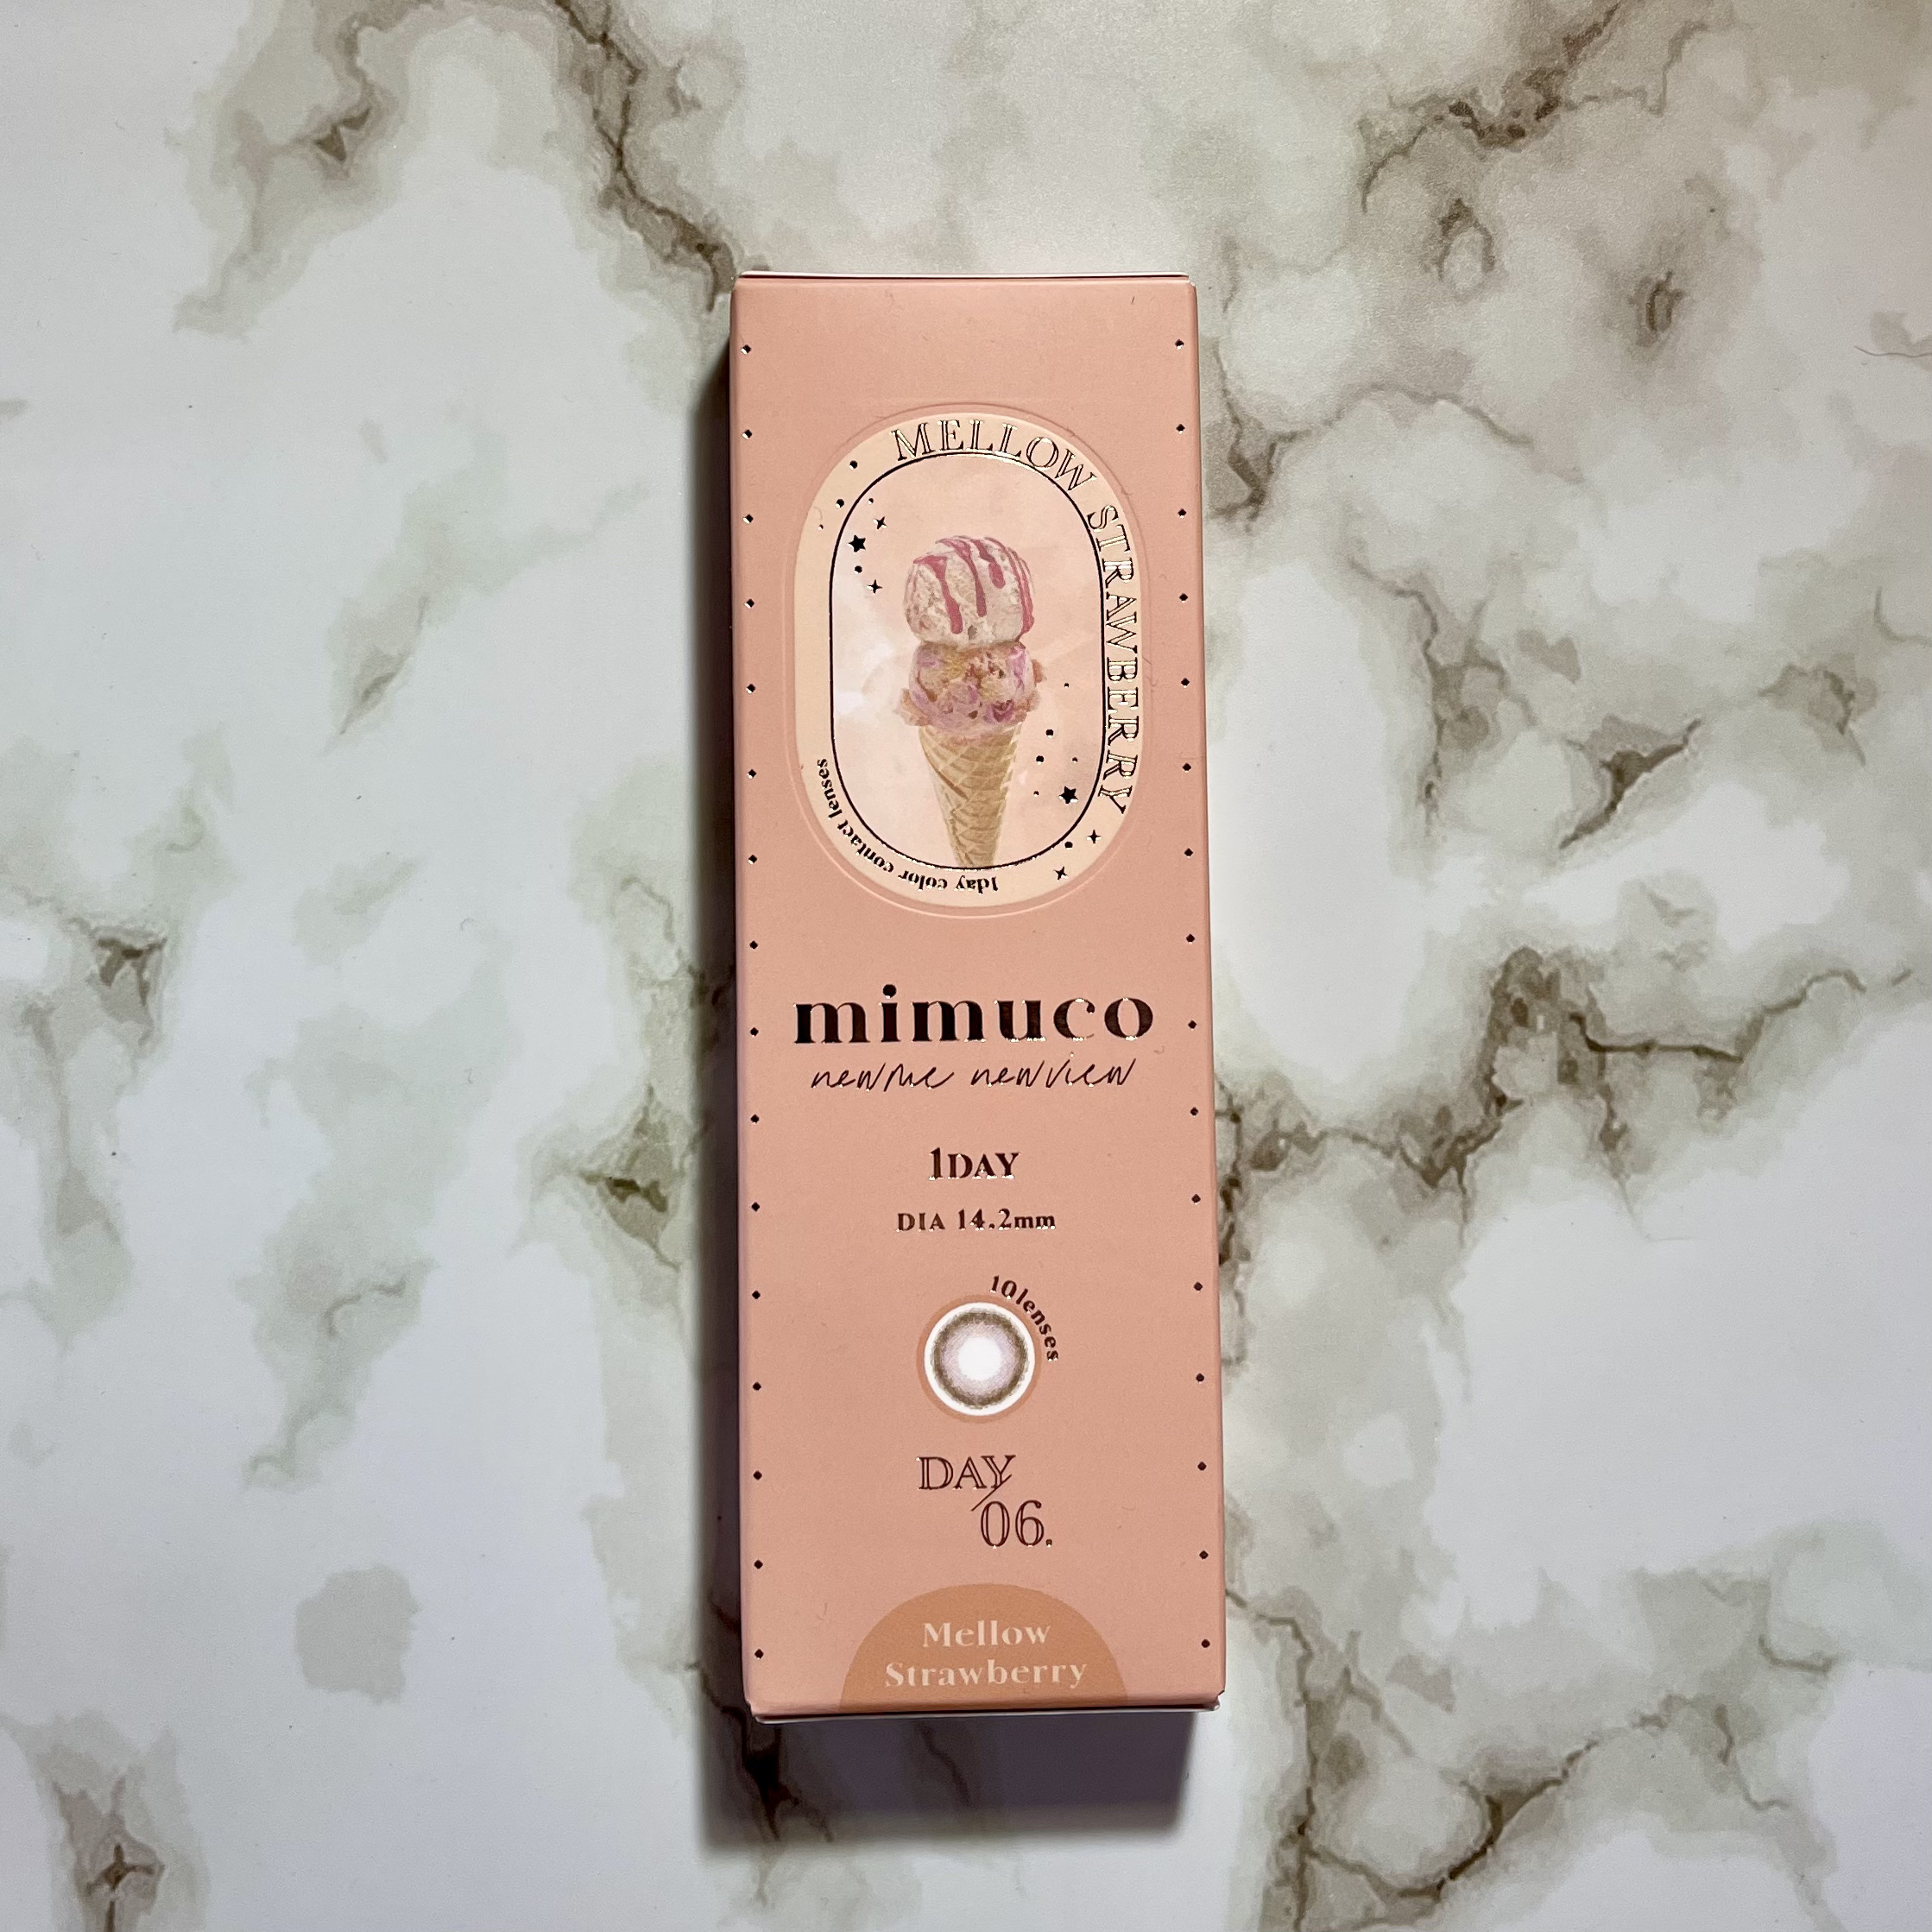 MELLOW STRAWBERRY
1day color contact lenses
mimuco
newme newview
1DAY
DIA 14.2mm
10lenses
DAY
06.
Mellow
Strawberry